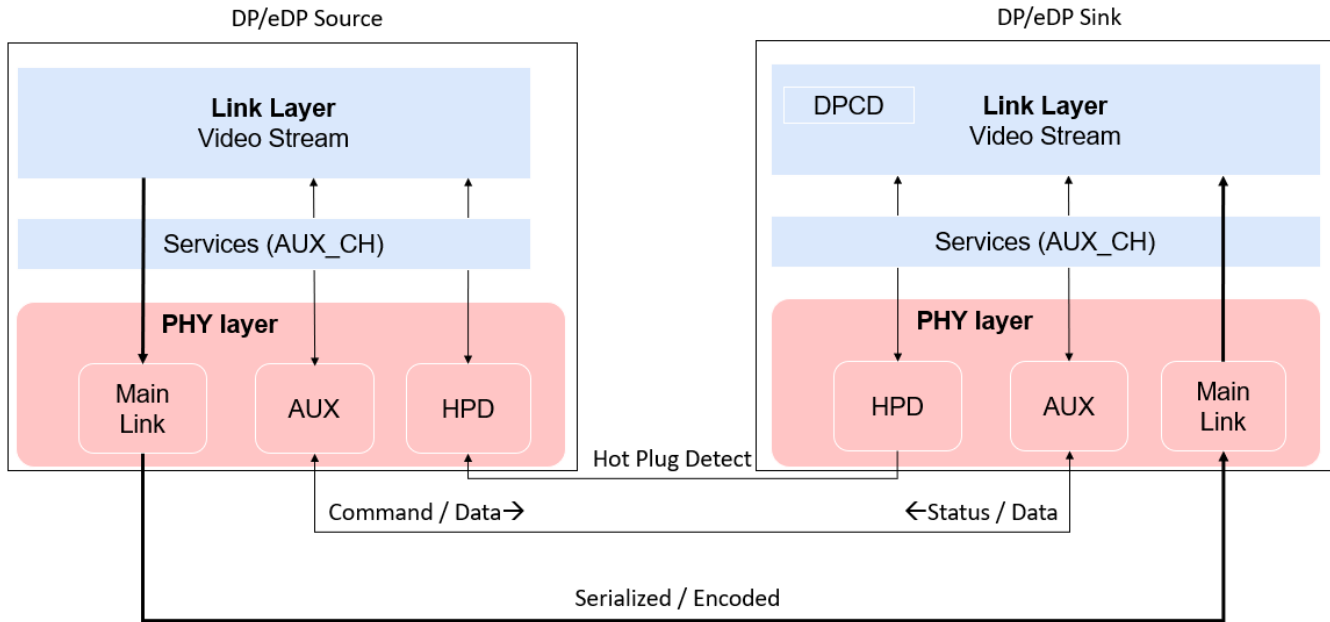 DP/eDP Source
Link Layer
Video Stream
Services (AUX_CH)
PHY layer
Main
Link
AUX
HPD
DP/eDP Sink
DPCD
Link Layer
Video Stream
Services (AUX_CH)
PHY layer
HPD
AUX
Main
Link
Hot Plug Detect
Command / Data→
←Status / Data
Serialized / Encoded